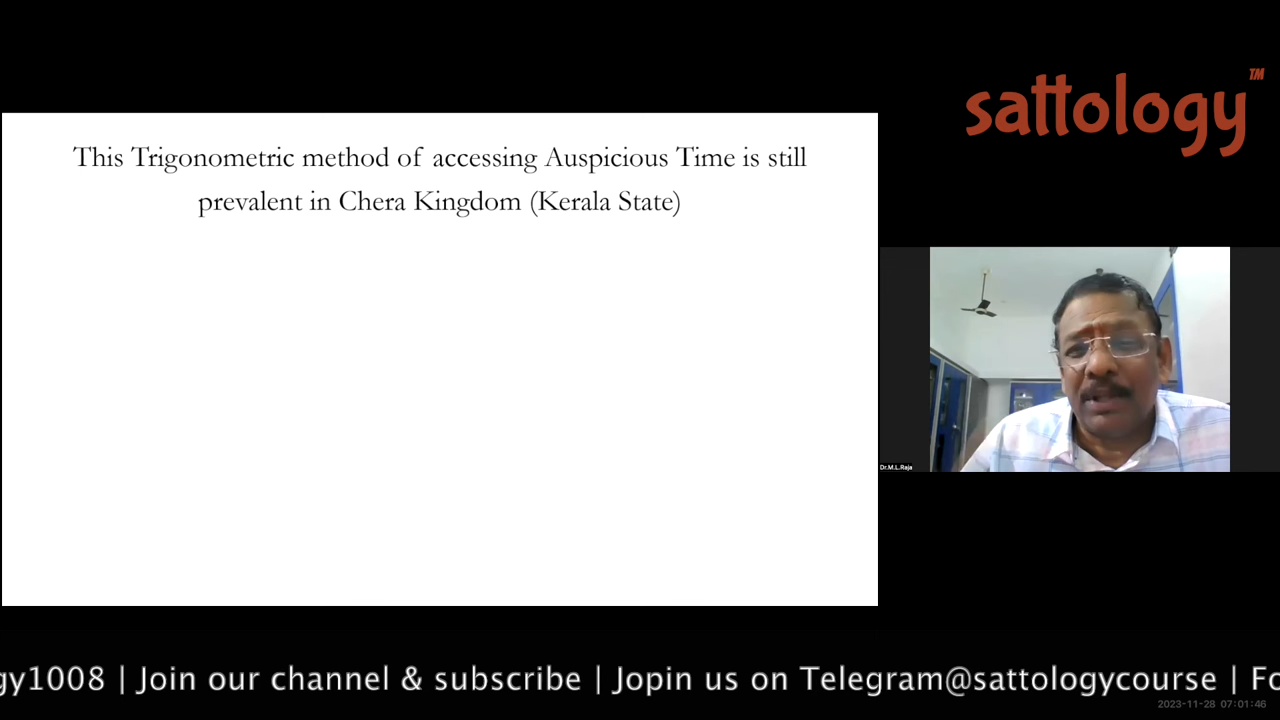 sattology™
This Trigonometric method of accessing Auspicious Time is still
prevalent in Chera Kingdom (Kerala State)
Dr.M.L.Raja
gy1008 | Join our channel & subscribe | Jopin us on Telegram@sattologycourse | Fo
2023-11-28 07:01:46